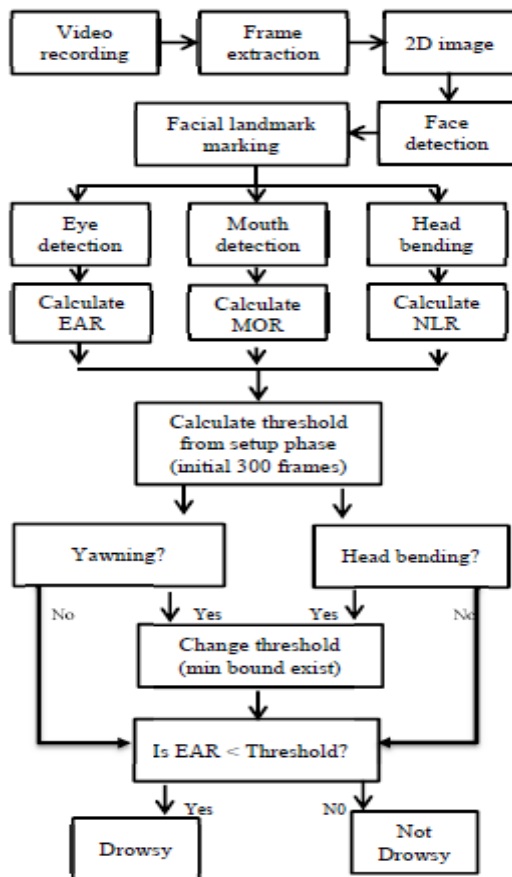 Video
recording
Frame
extraction
2D image
Facial landmark
marking
Face
detection
Eye
detection
Mouth
detection
Head
bending
Calculate
EAR
Calculate
MOR
Calculate
NLR
Calculate threshold
from setup phase
(initial 300 frames)
Yawning?
Head bending?
No
Yes
Yes
No
Change threshold
(min bound exist)
Is EAR < Threshold?
Yes
N0
Drowsy
Not
Drowsy